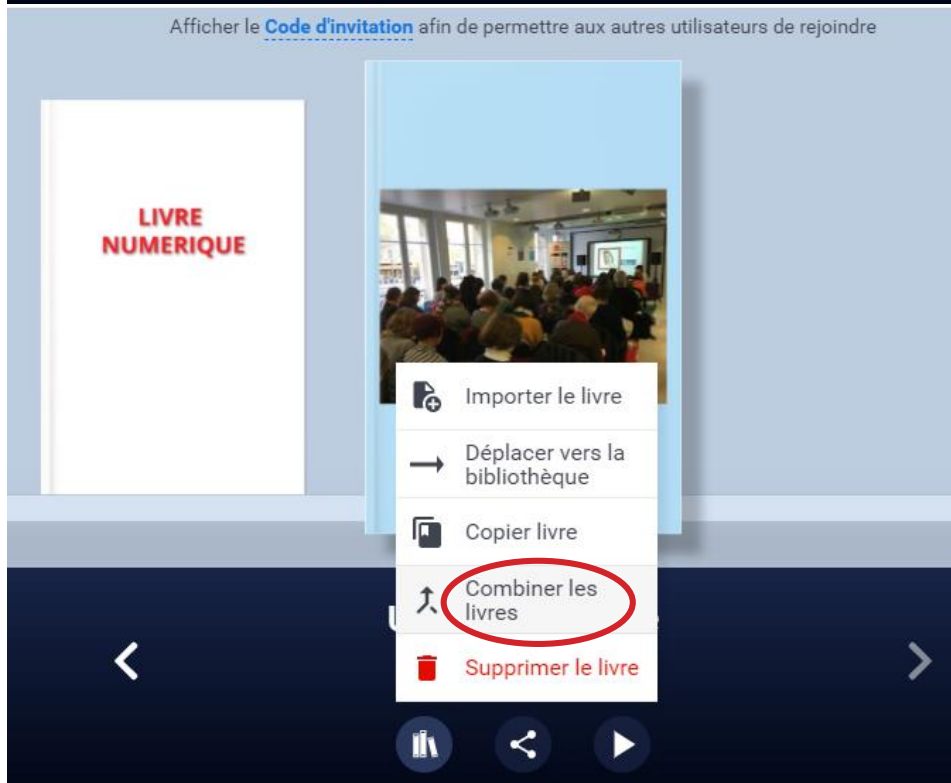 Afficher le Code d'invitation afin de permettre aux autres utilisateurs de rejoindre
LIVRE
NUMERIQUE
Importer le livre
Déplacer vers la
bibliothèque
Copier livre
Combiner les
livres
Supprimer le livre